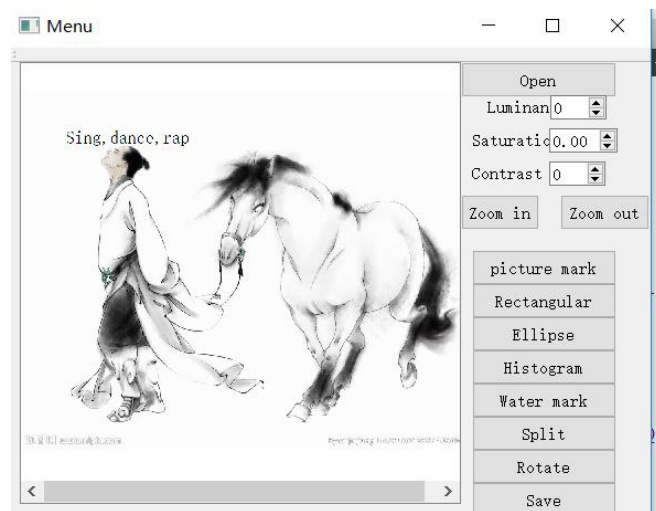 Menu
Open
Luminan 0
Sing, dance, rap
Saturatic 0.00
Contrast 0
Zoom in Zoom out
picture mark
Rectangular
Ellipse
Histogram
Water mark
Split
Rotate
Save